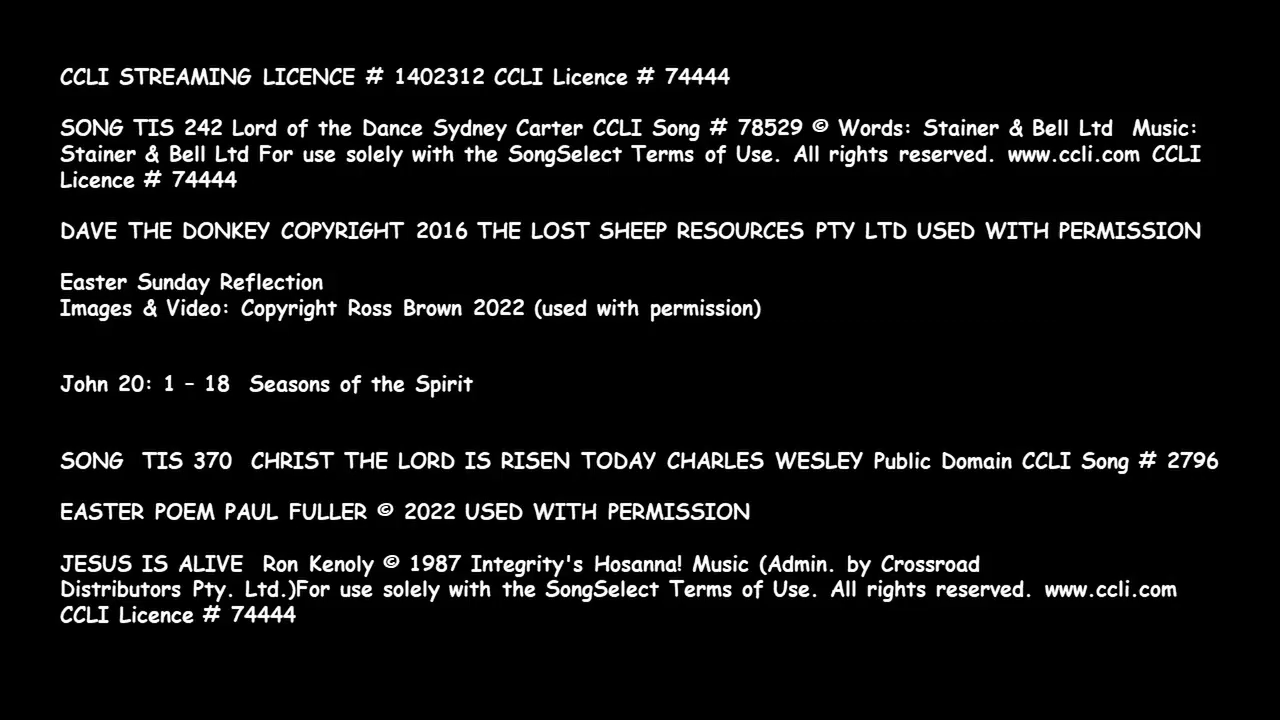 CCLI STREAMING LICENCE # 1402312 CCLI Licence # 74444
SONG TIS 242 Lord of the Dance Sydney Carter CCLI Song # 78529 © Words: Stainer & Bell Ltd  Music:
Stainer & Bell Ltd For use solely with the SongSelect Terms of Use. All rights reserved. www.ccli.com CCLI
Licence # 74444
DAVE THE DONKEY COPYRIGHT 2016 THE LOST SHEEP RESOURCES PTY LTD USED WITH PERMISSION
Easter Sunday Reflection
Images & Video: Copyright Ross Brown 2022 (used with permission)
John 20: 1 – 18  Seasons of the Spirit
SONG  TIS 370  CHRIST THE LORD IS RISEN TODAY CHARLES WESLEY Public Domain CCLI Song # 2796
EASTER POEM PAUL FULLER © 2022 USED WITH PERMISSION
JESUS IS ALIVE  Ron Kenoly © 1987 Integrity's Hosanna! Music (Admin. by Crossroad
Distributors Pty. Ltd.)For use solely with the SongSelect Terms of Use. All rights reserved. www.ccli.com
CCLI Licence # 74444